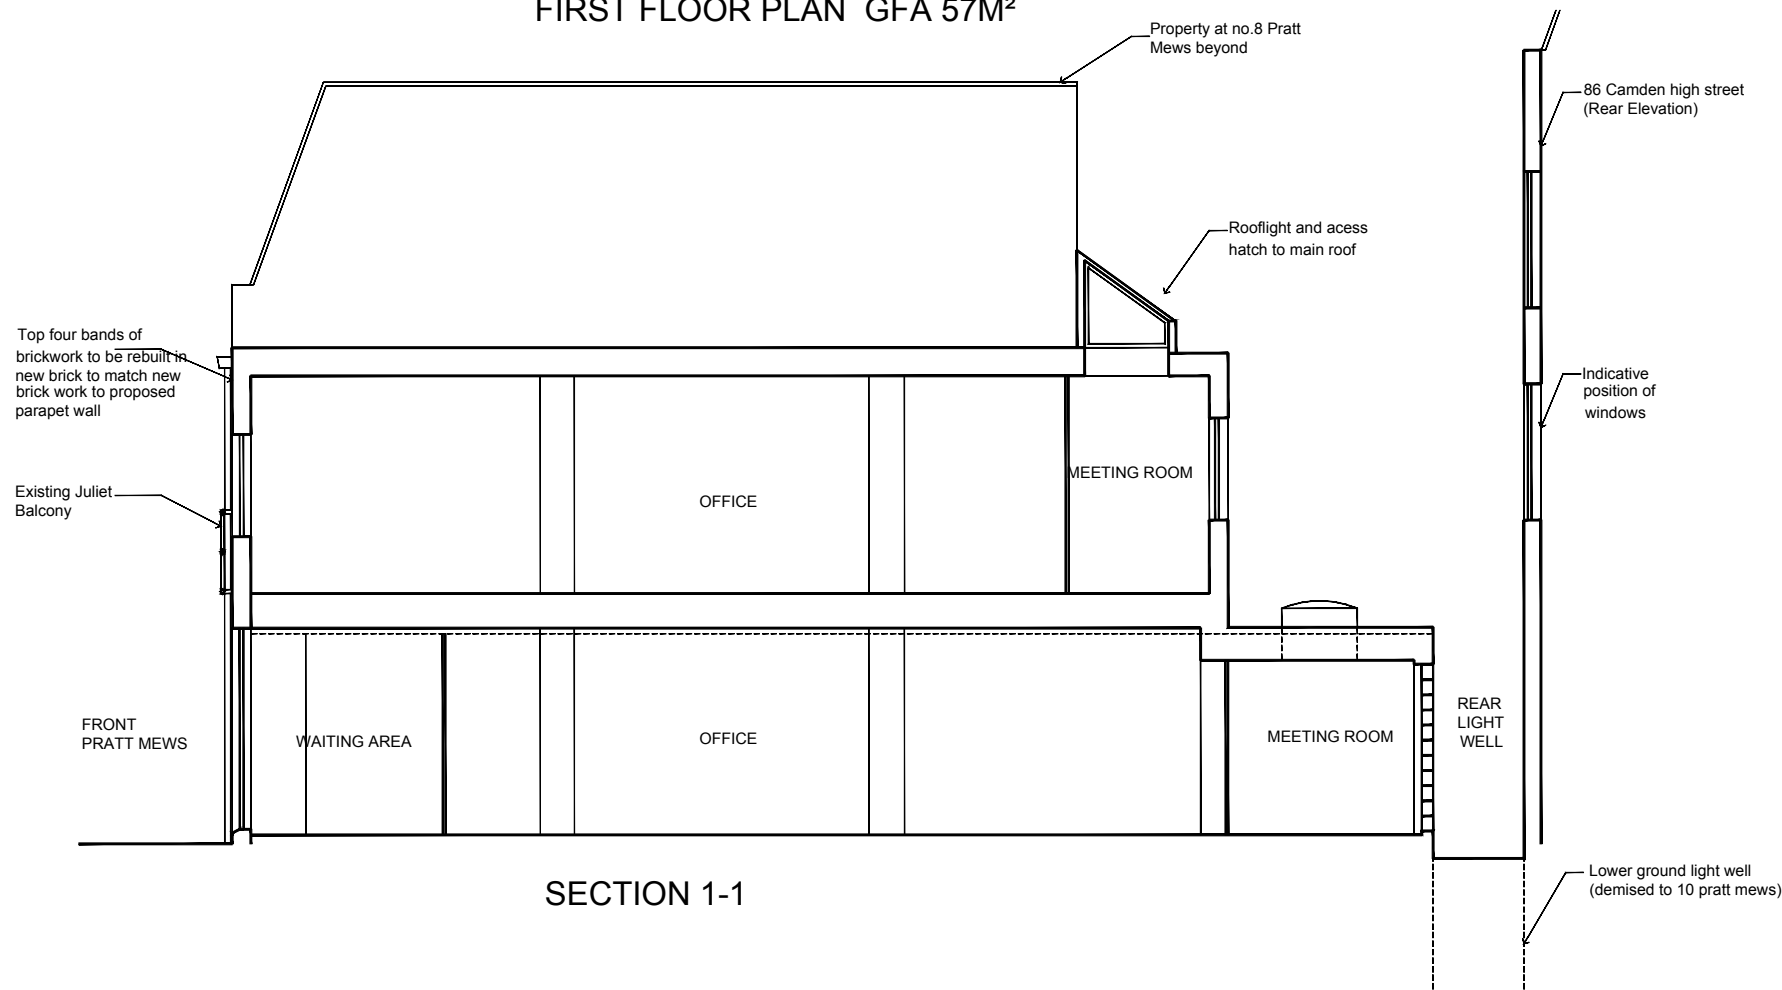 FIRST FLOOR PLAN GFA 57M²
Property at no.8 Pratt
Mews beyond
86 Camden high street
(Rear Elevation)
Rooflight and acess
hatch to main roof
Top four bands of
brickwork to be rebuilt in
new brick to match new
brick work to proposed
parapet wall
Indicative
position of
windows
MEETING ROOM
OFFICE
Existing Juliet
Balcony
FRONT
PRATT MEWS
WAITING AREA
OFFICE
MEETING ROOM
REAR
LIGHT
WELL
Lower ground light well
(demised to 10 pratt mews)
SECTION 1-1